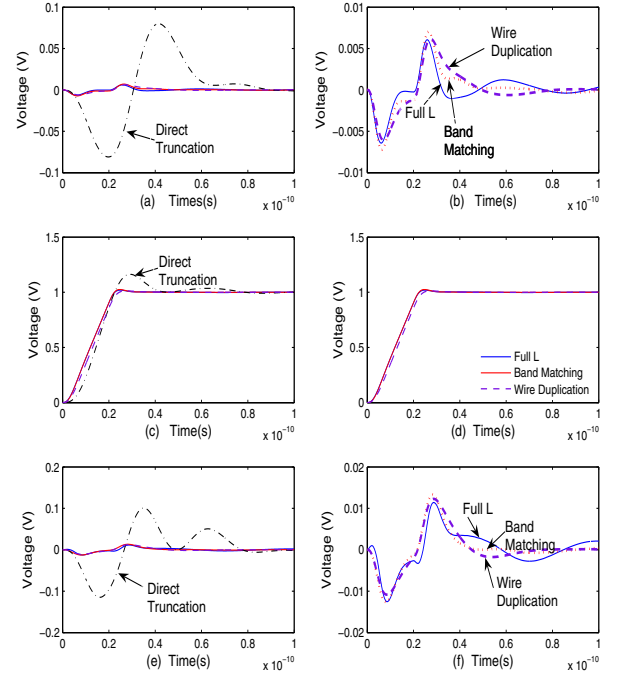 0.1
0.05
0
−0.05
−0.1
Voltage (V)
Direct
Truncation
0 0.2 0.4 0.6 0.8 1
(a) Times(s)
x 10⁻¹⁰
0.01
0.005
0
−0.005
−0.01
Voltage (V)
Wire
Duplication
Full L
Band
Matching
0 0.2 0.4 0.6 0.8 1
(b) Time(s)
x 10⁻¹⁰
1.5
1
0.5
0
Voltage (V)
Direct
Truncation
0 0.2 0.4 0.6 0.8 1
(c) Time(s)
x 10⁻¹⁰
1.5
1
0.5
0
Voltage (V)
Full L
Band Matching
Wire Duplication
0 0.2 0.4 0.6 0.8 1
(d) Time(s)
x 10⁻¹⁰
0.2
0.1
0
−0.1
−0.2
Voltage (V)
Direct
Truncation
0 0.2 0.4 0.6 0.8 1
(e) Time(s)
x 10⁻¹⁰
0.02
0.01
0
−0.01
−0.02
Voltage (V)
Full L
Band
Matching
Wire
Duplication
0 0.2 0.4 0.6 0.8 1
(f) Time(s)
x 10⁻¹⁰